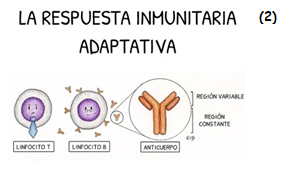 LA RESPUESTA INMUNITARIA (2)
ADAPTATIVA
REGIÓN VARIABLE
REGIÓN
CONSTANTE
LINFOCITO T
LINFOCITO B
ANTICUERPO